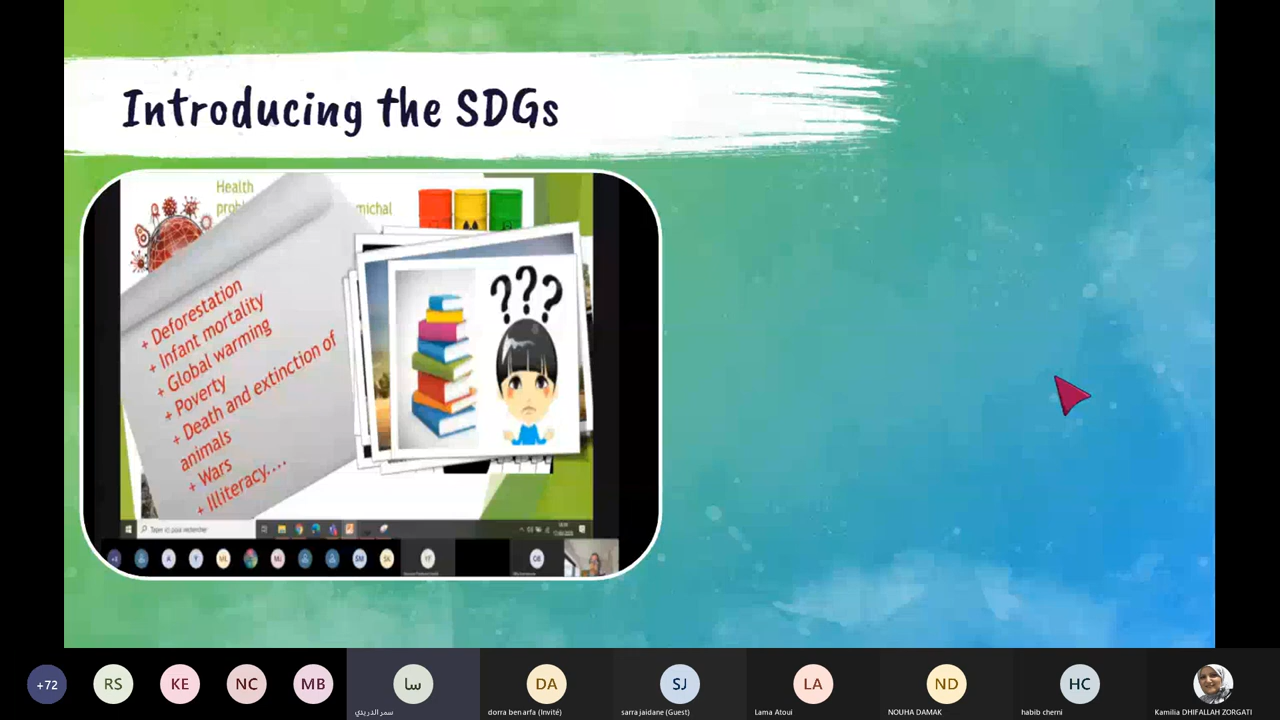 Introducing the SDGs
Health
michal
+ Deforestation
+ Infant mortality
+ Global warming
+ Poverty
+ Death and extinction of
animals
+ Wars
+ Illiteracy....
???
+72
RS
KE
NC
MB
سا
DA
SJ
LA
ND
HC
سمر الدريدي
dorra ben arfa (Invité)
sarra jaidane (Guest)
Lama Atoui
NOUHA DAMAK
habib cherni
Kamilia DHIFALLAH ZORGATI